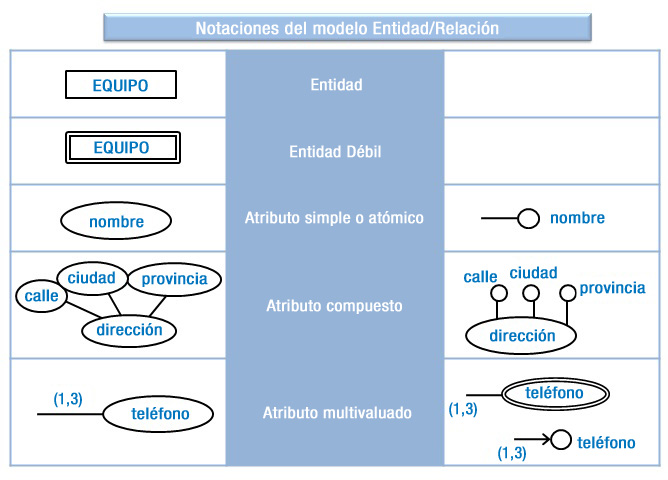 Notaciones del modelo Entidad/Relación
EQUIPO
Entidad
EQUIPO
Entidad Débil
nombre
Atributo simple o atómico
nombre
calle
ciudad
provincia
dirección
Atributo compuesto
calle
ciudad
provincia
dirección
(1,3)
teléfono
Atributo multivaluado
(1,3)
teléfono
(1,3)
teléfono